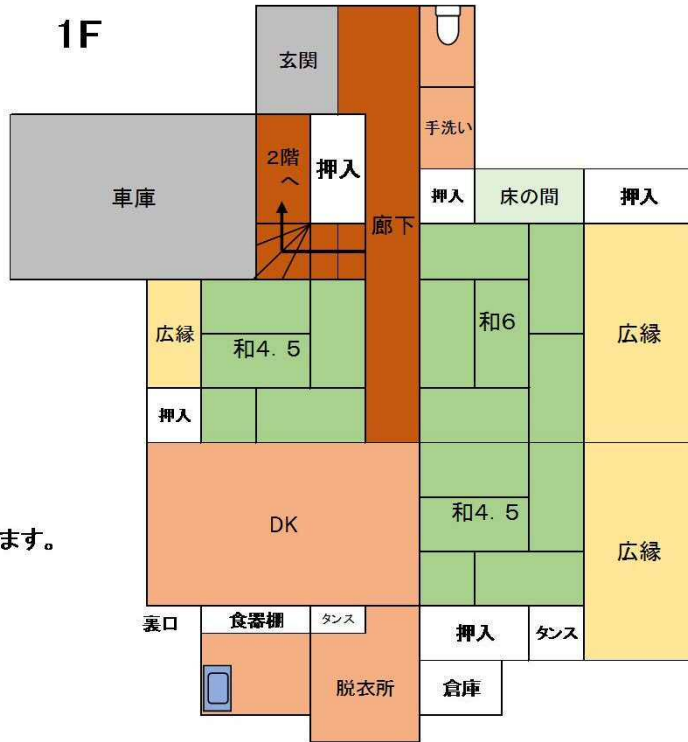 1F
玄関
手洗い
2階
へ
押入
車庫
廊下
押入
床の間
押入
広縁
和4.5
和6
広縁
押入
DK
和4.5
広縁
ます。
裏口
食器棚
タンス
押入
タンス
脱衣所
倉庫